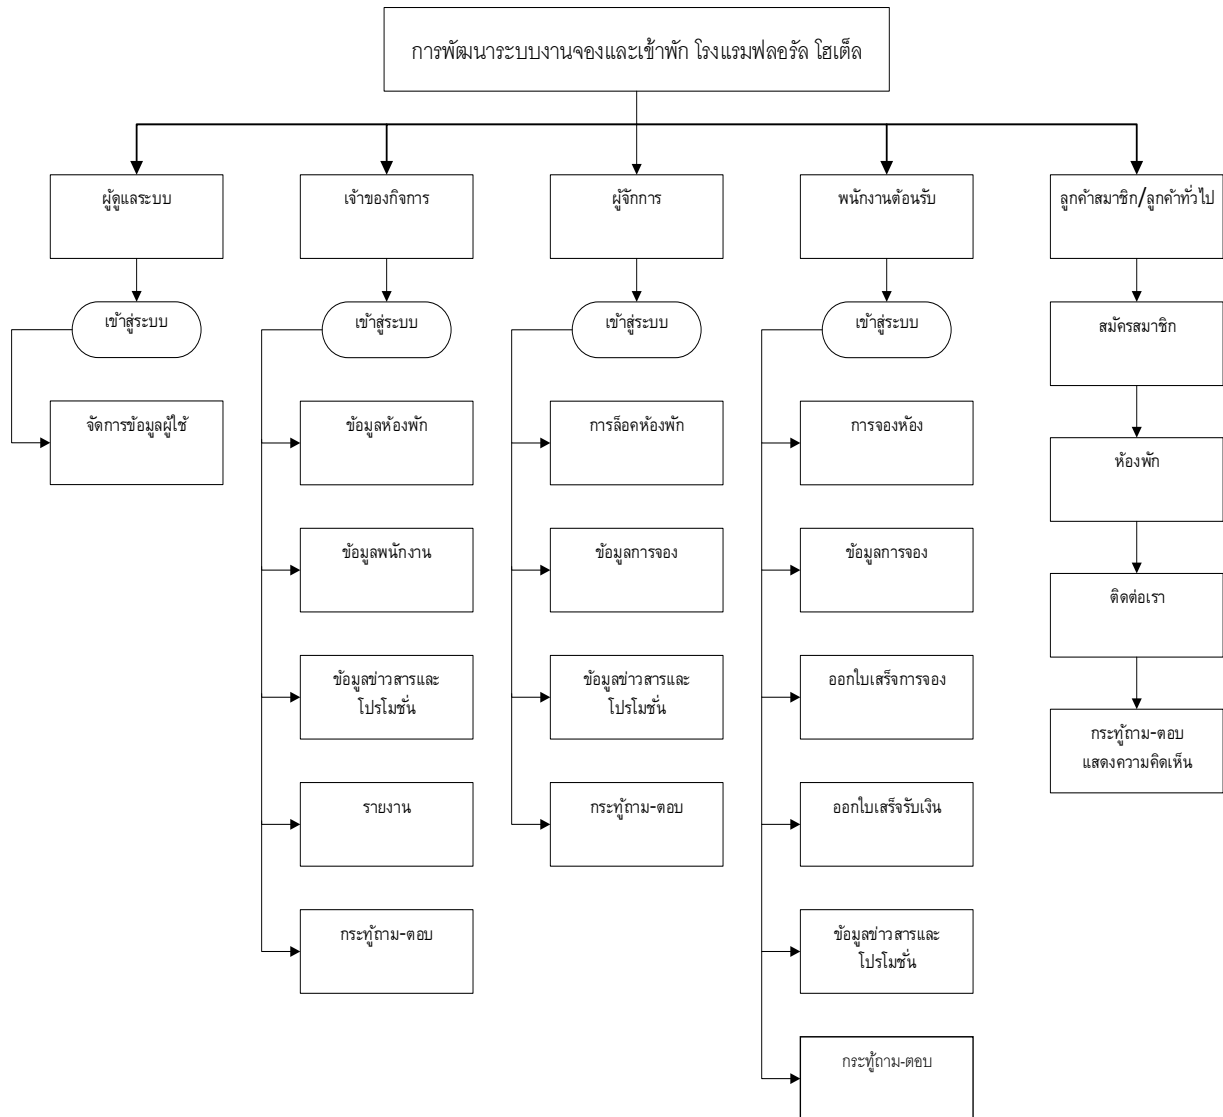 การพัฒนาระบบงานจองและเข้าพัก โรงแรมฟลอรัล โฮเต็ล
ผู้ดูแลระบบ
เจ้าของกิจการ
ผู้จัการ
พนักงานต้อนรับ
ลูกค้าสมาชิก/ลูกค้าทั่วไป
เข้าสู่ระบบ
เข้าสู่ระบบ
เข้าสู่ระบบ
เข้าสู่ระบบ
สมัครสมาชิก
จัดการข้อมูลผู้ใช้
ข้อมูลห้องพัก
การล็อคห้องพัก
การจองห้อง
ห้องพัก
ข้อมูลพนักงาน
ข้อมูลการจอง
ข้อมูลการจอง
ติดต่อเรา
ข้อมูลข่าวสารและ
โปรโมชั่น
ข้อมูลข่าวสารและ
โปรโมชั่น
ออกใบเสร็จการจอง
กระทู้ถาม-ตอบ
แสดงความคิดเห็น
รายงาน
กระทู้ถาม-ตอบ
ออกใบเสร็จรับเงิน
กระทู้ถาม-ตอบ
ข้อมูลข่าวสารและ
โปรโมชั่น
กระทู้ถาม-ตอบ